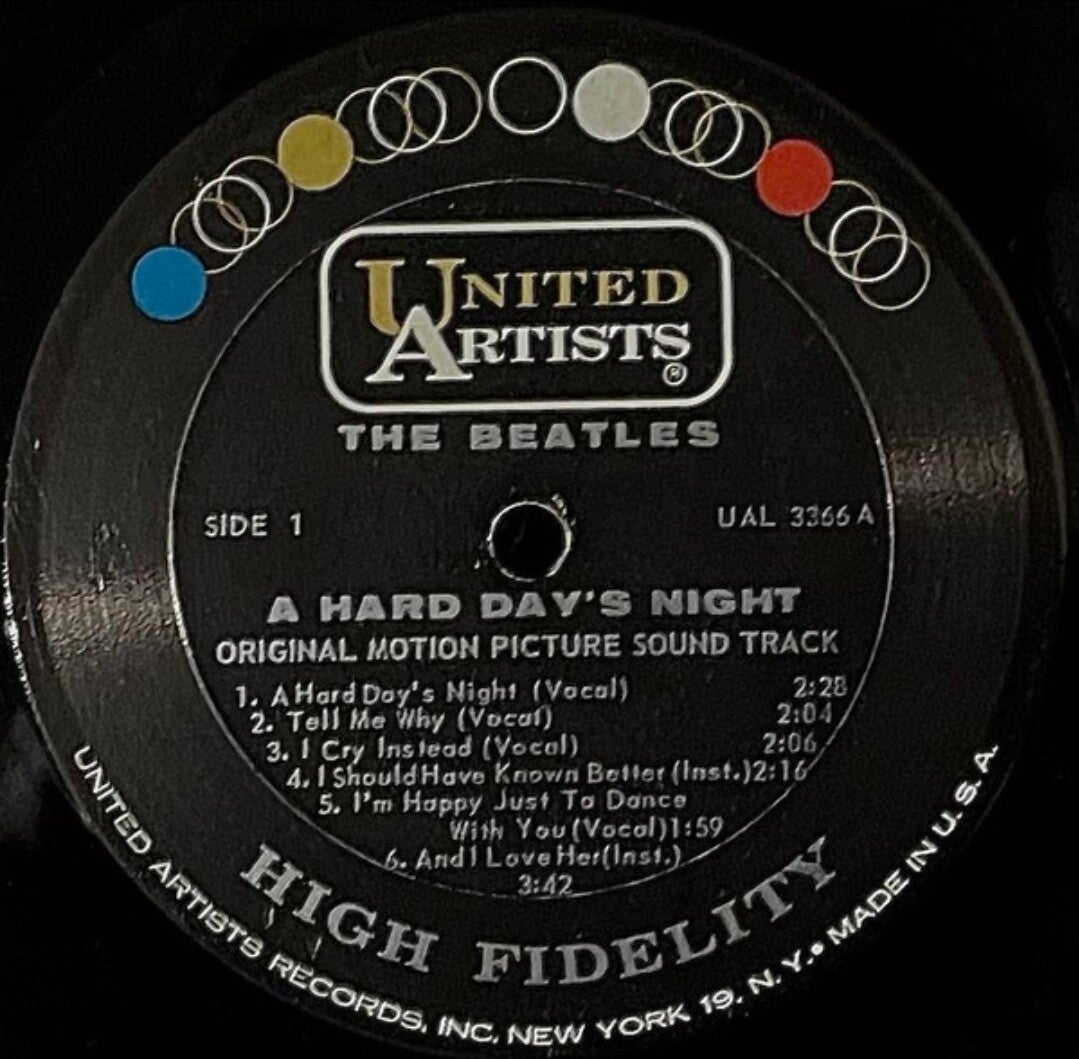 UNITED
ARTISTS
®
THE BEATLES
SIDE 1
UAL 3366 A
A HARD DAY'S NIGHT
ORIGINAL MOTION PICTURE SOUND TRACK
1. A Hard Day's Night (Vocal) 2:28
2. Tell Me Why (Vocal) 2:04
3. I Cry Instead (Vocal) 2:06
4. I Should Have Known Better (Inst.) 2:16
5. I'm Happy Just To Dance
With You (Vocal) 1:59
6. And I Love Her (Inst.)
3:42
HIGH FIDELITY
UNITED ARTISTS RECORDS, INC, NEW YORK 19, N. Y. • MADE IN U. S. A.